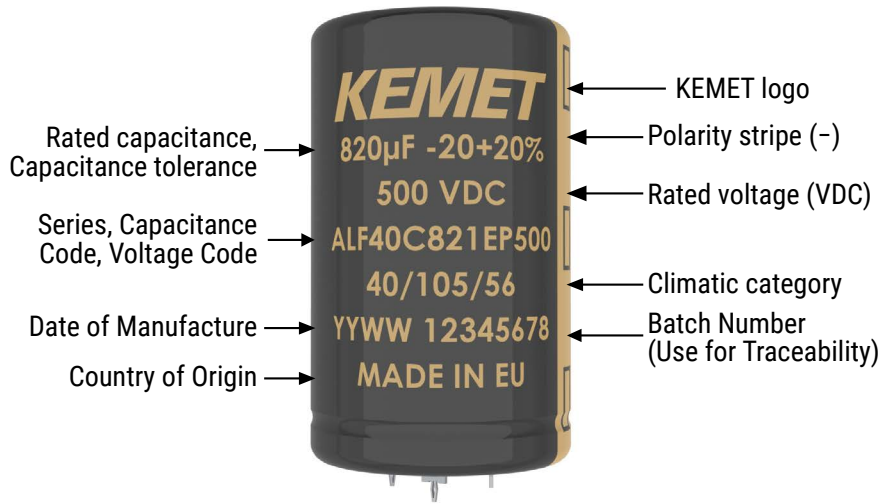 KEMET
820µF -20+20%
500 VDC
ALF40C821EP500
40/105/56
YYWW 12345678
MADE IN EU
Rated capacitance,
Capacitance tolerance
Series, Capacitance
Code, Voltage Code
Date of Manufacture
Country of Origin
KEMET logo
Polarity stripe (−)
Rated voltage (VDC)
Climatic category
Batch Number
(Use for Traceability)